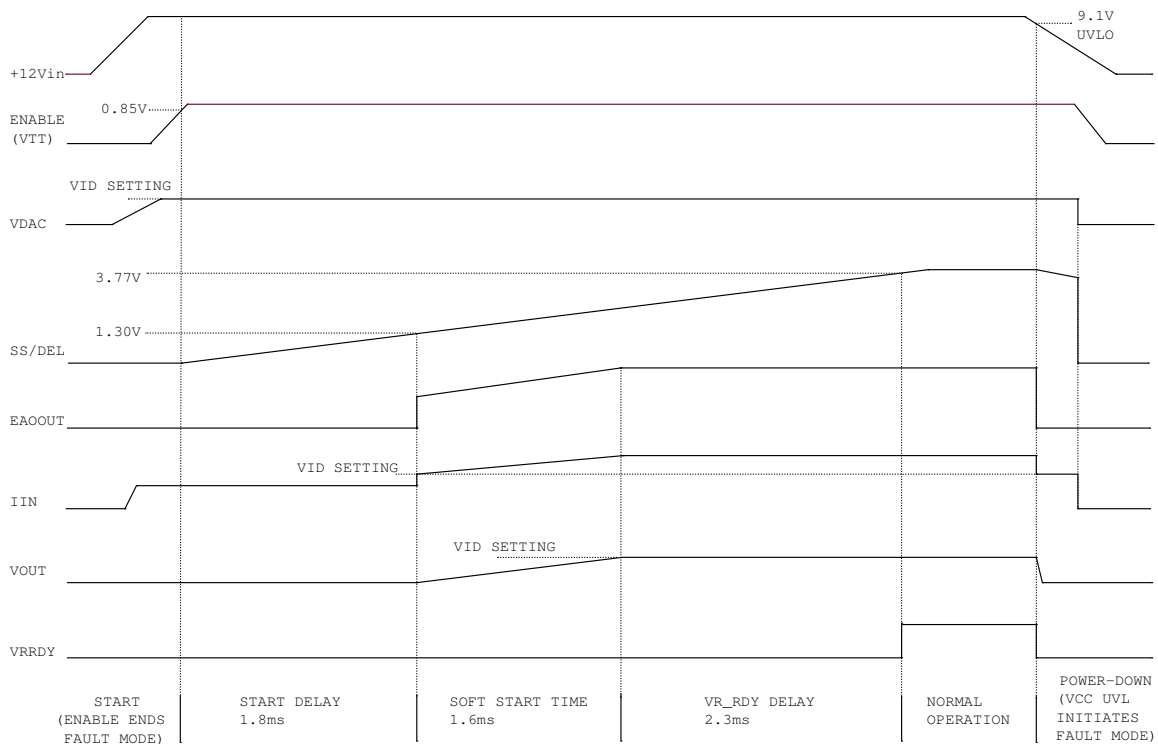 9.1V
UVLO
+12Vin
0.85V
ENABLE
(VTT)
VID SETTING
VDAC
3.77V
1.30V
SS/DEL
EAOOUT
VID SETTING
IIN
VID SETTING
VOUT
VRRDY
START
(ENABLE ENDS
FAULT MODE)
START DELAY
1.8ms
SOFT START TIME
1.6ms
VR_RDY DELAY
2.3ms
NORMAL
OPERATION
POWER-DOWN
(VCC UVL
INITIATES
FAULT MODE)